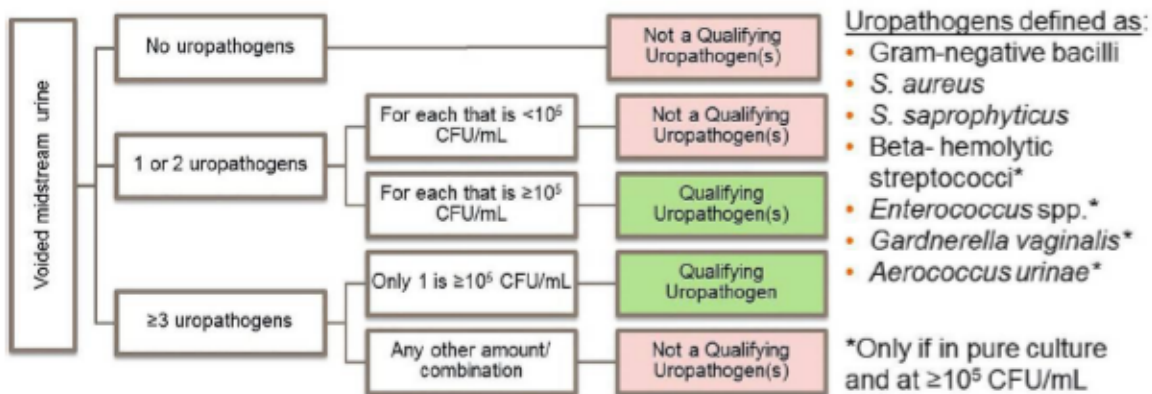 Voided midstream urine
No uropathogens
Not a Qualifying
Uropathogen(s)
1 or 2 uropathogens
For each that is <10⁵
CFU/mL
Not a Qualifying
Uropathogen(s)
For each that is ≥10⁵
CFU/mL
Qualifying
Uropathogen(s)
≥3 uropathogens
Only 1 is ≥10⁵ CFU/mL
Qualifying
Uropathogen
Any other amount/
combination
Not a Qualifying
Uropathogen(s)
Uropathogens defined as:
• Gram-negative bacilli
• S. aureus
• S. saprophyticus
• Beta- hemolytic
streptococci*
• Enterococcus spp.*
• Gardnerella vaginalis*
• Aerococcus urinae*
*Only if in pure culture
and at ≥10⁵ CFU/mL